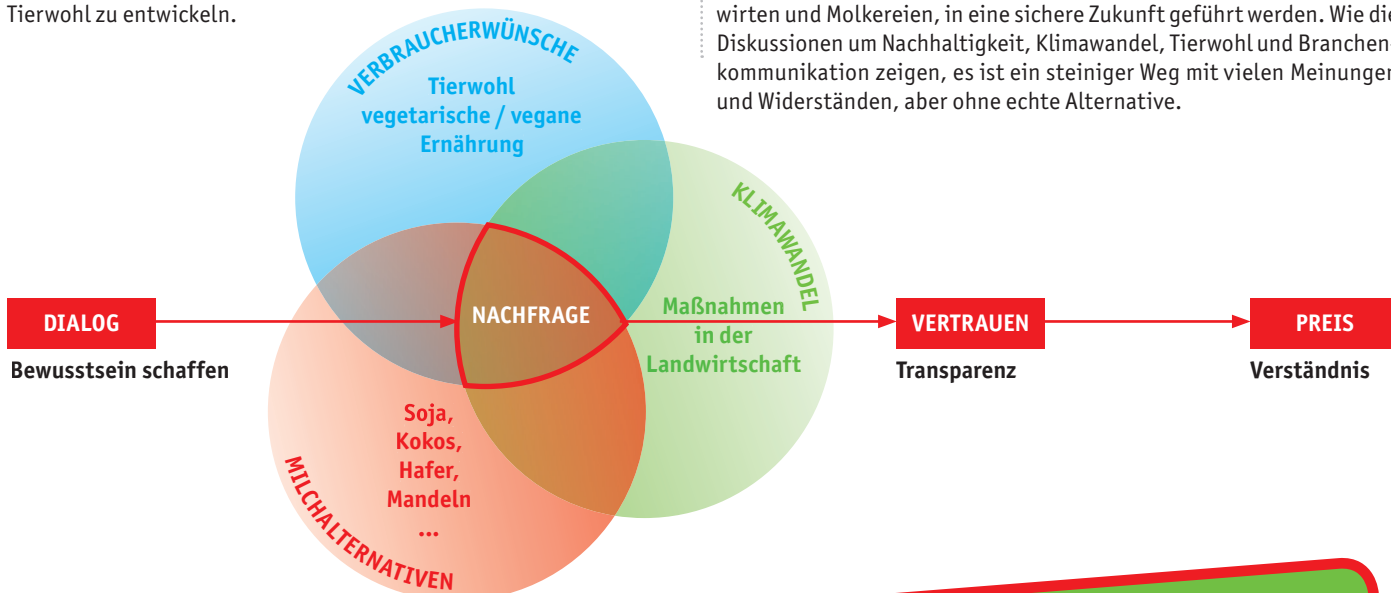 Tierwohl zu entwickeln.
wirten und Molkereien, in eine sichere Zukunft geführt werden. Wie die
Diskussionen um Nachhaltigkeit, Klimawandel, Tierwohl und Branchen-
kommunikation zeigen, es ist ein steiniger Weg mit vielen Meinungen
und Widerständen, aber ohne echte Alternative.
VERBRAUCHERWÜNSCHE
Tierwohl
vegetarische / vegane
Ernährung
KLIMAWANDEL
Maßnahmen
in der
Landwirtschaft
NACHFRAGE
DIALOG
Bewusstsein schaffen
VERTRAUEN
Transparenz
PREIS
Verständnis
Soja,
Kokos,
Hafer,
Mandeln
...
MILCHALTERNATIVEN